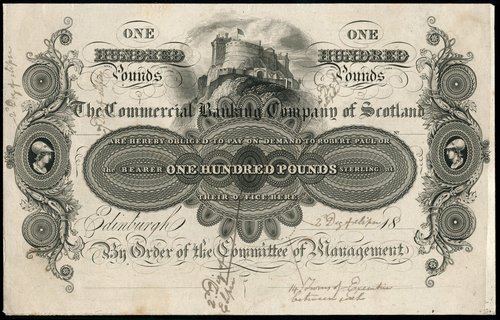 ONE ONE
HUNDRED HUNDRED
Pounds Pounds
The Commercial Banking Company of Scotland
ARE HEREBY OBLIGED TO PAY ON DEMAND TO ROBERT PAUL OR
the BEARER ONE HUNDRED POUNDS STERLING at
THEIR OFFICE HERE
Edinburgh 18
By Order of the Committee of Management